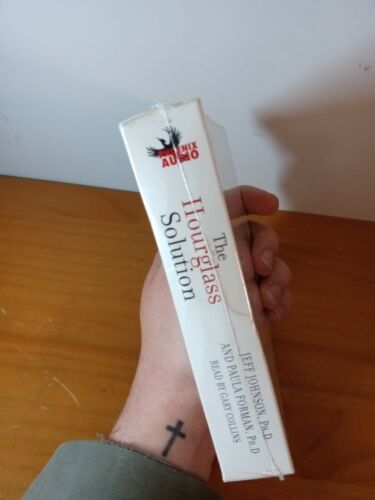 PHOENIX
AUDIO
The
Hourglass
Solution
JEFF JOHNSON, PH.D
AND PAULA FORMAN, PH.D
READ BY GARY COLLINS